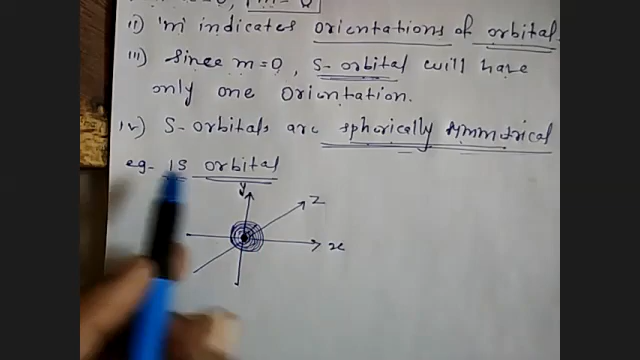 m = 0
ii) 'm indicates orientations of orbital.
iii) Since m=0, s-orbital will have
only one orientation.
iv) S-orbitals are spherically symmetrical
eg- 1S orbital
y
z
x